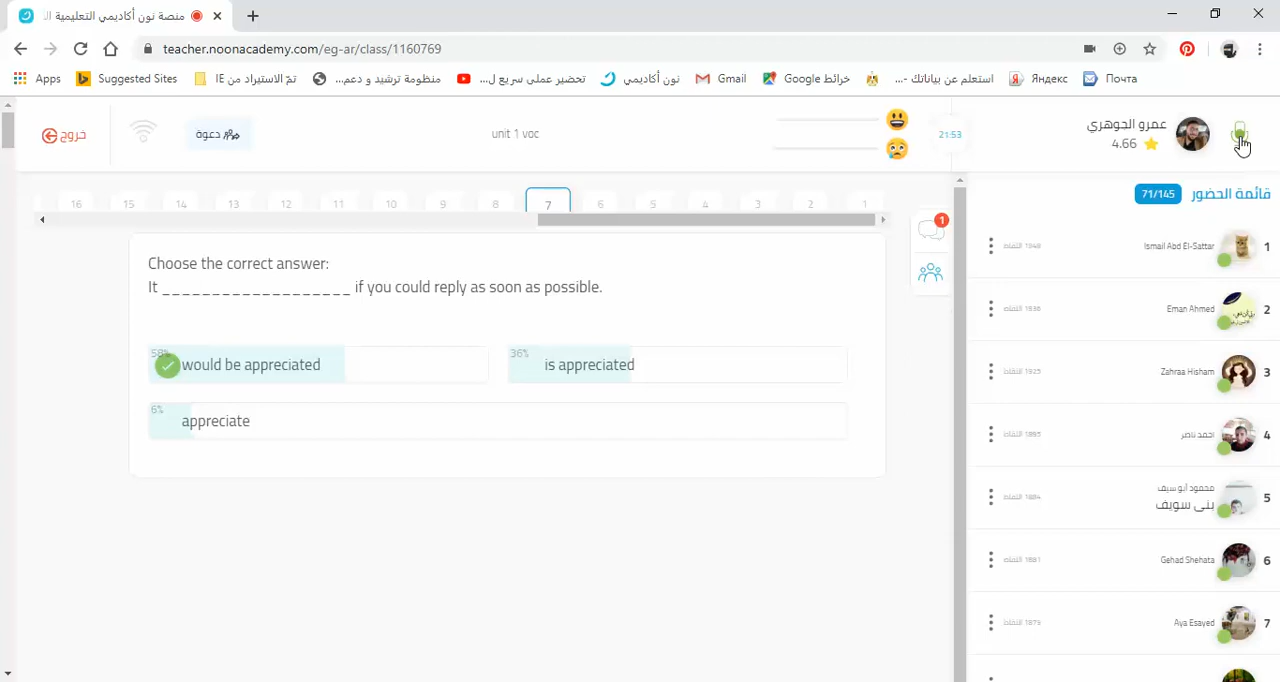 منصة نون أكاديمي التعليمية ال
teacher.noonacademy.com/eg-ar/class/1160769
Apps
Suggested Sites
تمّ الاستيراد من IE
منظومة ترشيد و دعم...
تحضير عملى سريع ل...
نون أكاديمي
Gmail
خرائط Google
استعلم عن بياناتك -...
Яндекс
Почта
خروج
دعوة
unit 1 voc
21:53
عمرو الجوهري
4.66
16 15 14 13 12 11 10 9 8 7 6 5 4 3 2 1
Choose the correct answer:
It ___________________ if you could reply as soon as possible.
58%
would be appreciated
36%
is appreciated
6%
appreciate
1
قائمة الحضور
71/145
1
Ismail Abd El-Sattar
2
Eman Ahmed
3
Zahraa Hisham
1925 النقاط
4
احمد ناصر
5
محمود ابو سيف
بنى سويف
6
Gehad Shehata
7
Aya Esayed